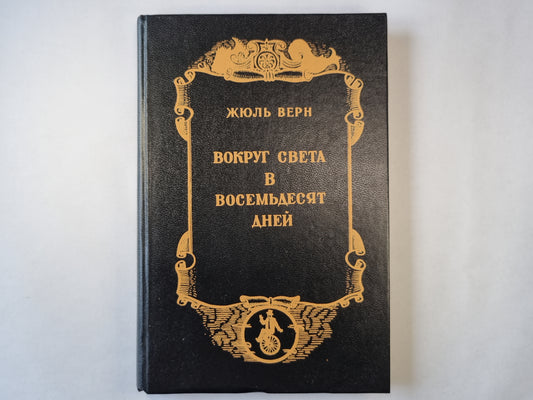 ЖЮЛЬ ВЕРН
ВОКРУГ СВЕТА
В
ВОСЕМЬДЕСЯТ
ДНЕЙ